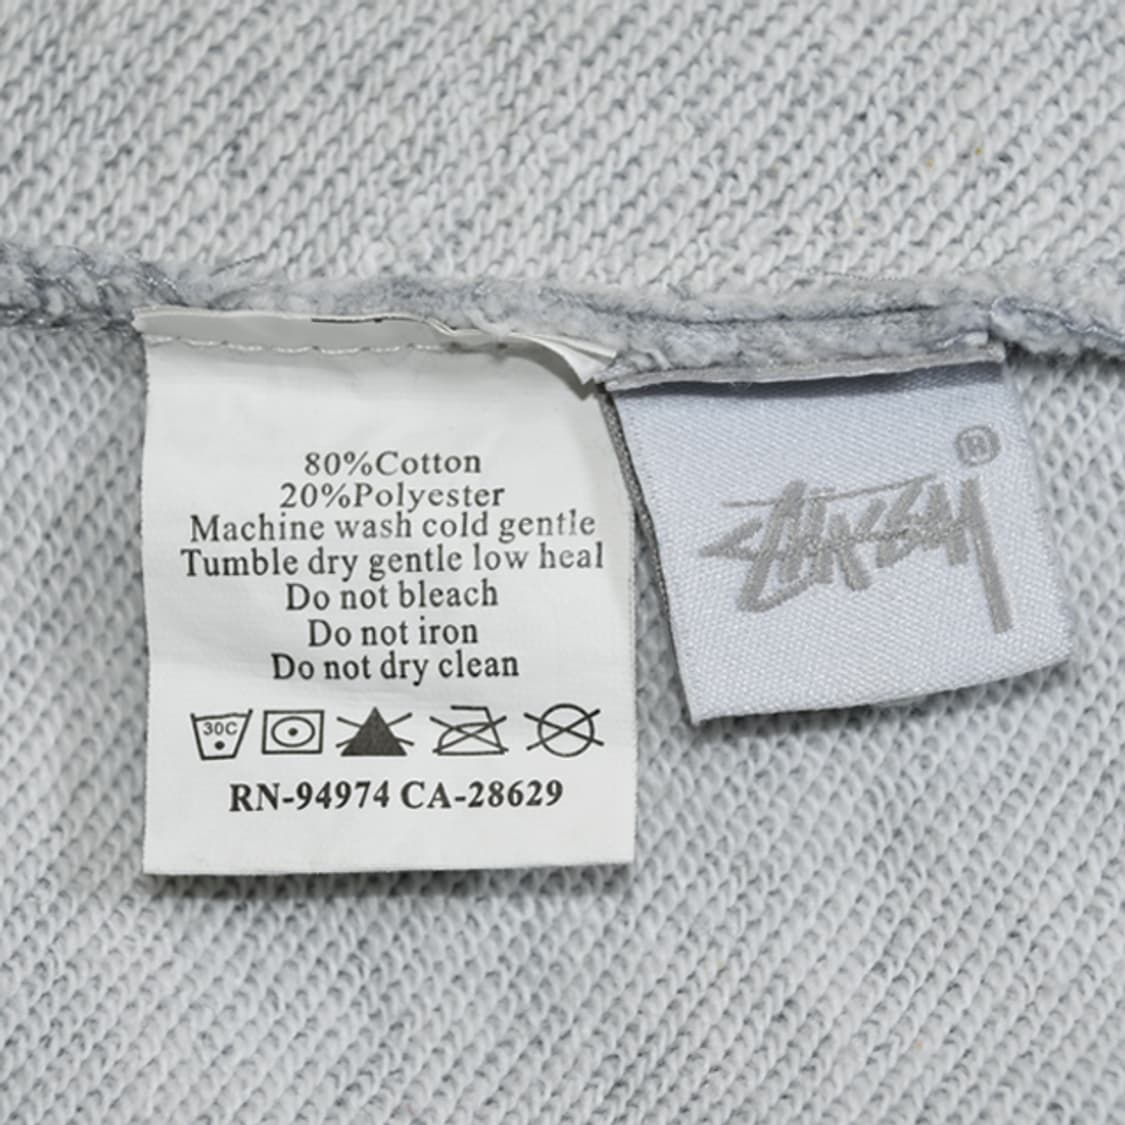 80%Cotton
20%Polyester
Machine wash cold gentle
Tumble dry gentle low heal
Do not bleach
Do not iron
Do not dry clean
30C
RN-94974 CA-28629
STUSSY ®